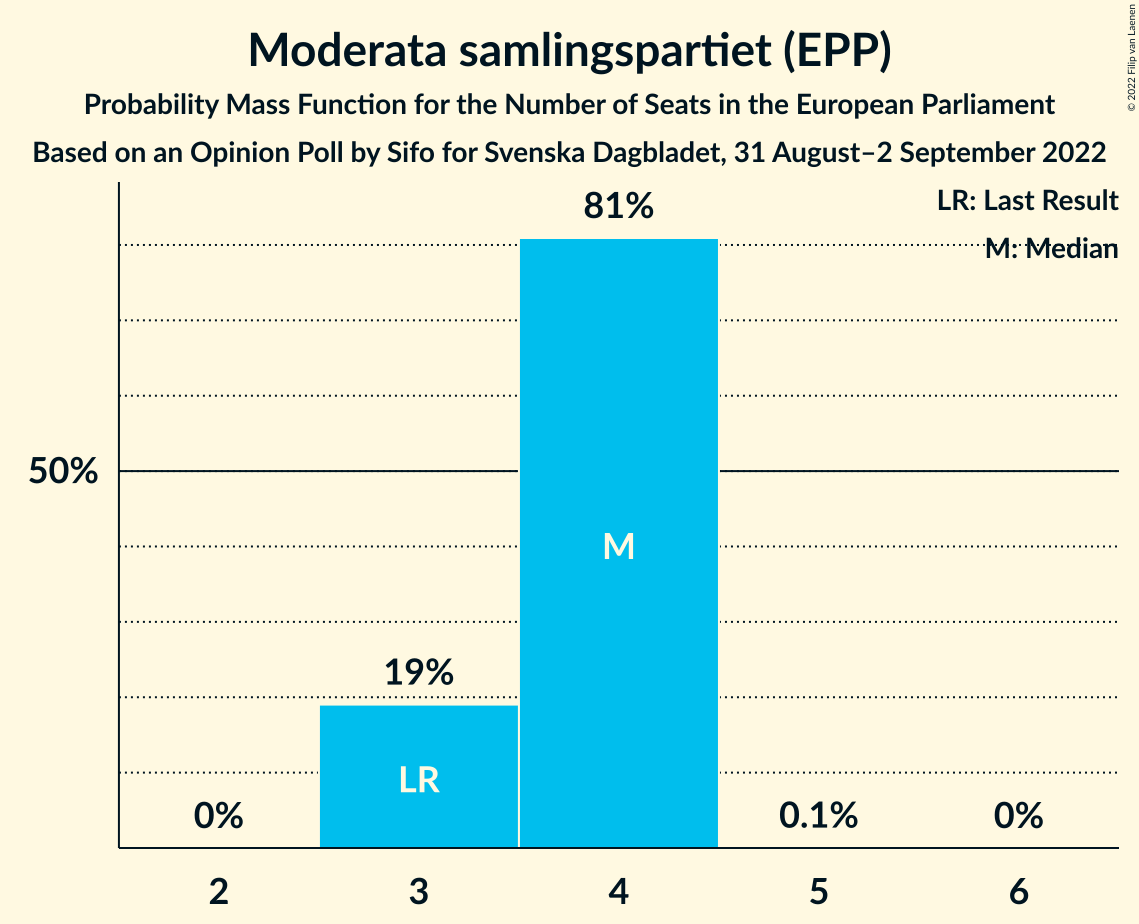 Moderata samlingspartiet (EPP)
Probability Mass Function for the Number of Seats in the European Parliament
Based on an Opinion Poll by Sifo for Svenska Dagbladet, 31 August–2 September 2022
© 2022 Filip van Laenen
LR: Last Result
M: Median
81%
50%
M
19%
LR
0%
0.1%
0%
2
3
4
5
6